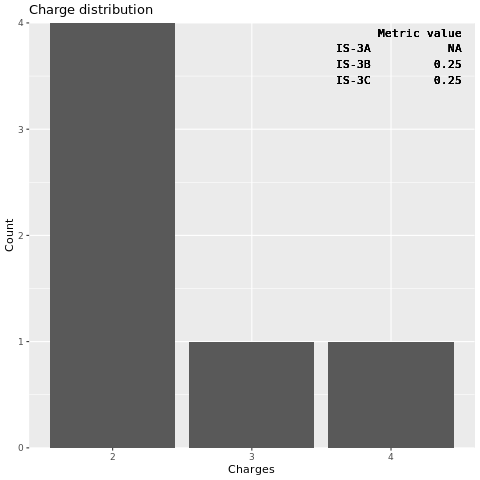 Charge distribution
Metric value
IS-3A NA
IS-3B 0.25
IS-3C 0.25
4
3
2
1
0
Count
2 3 4
Charges